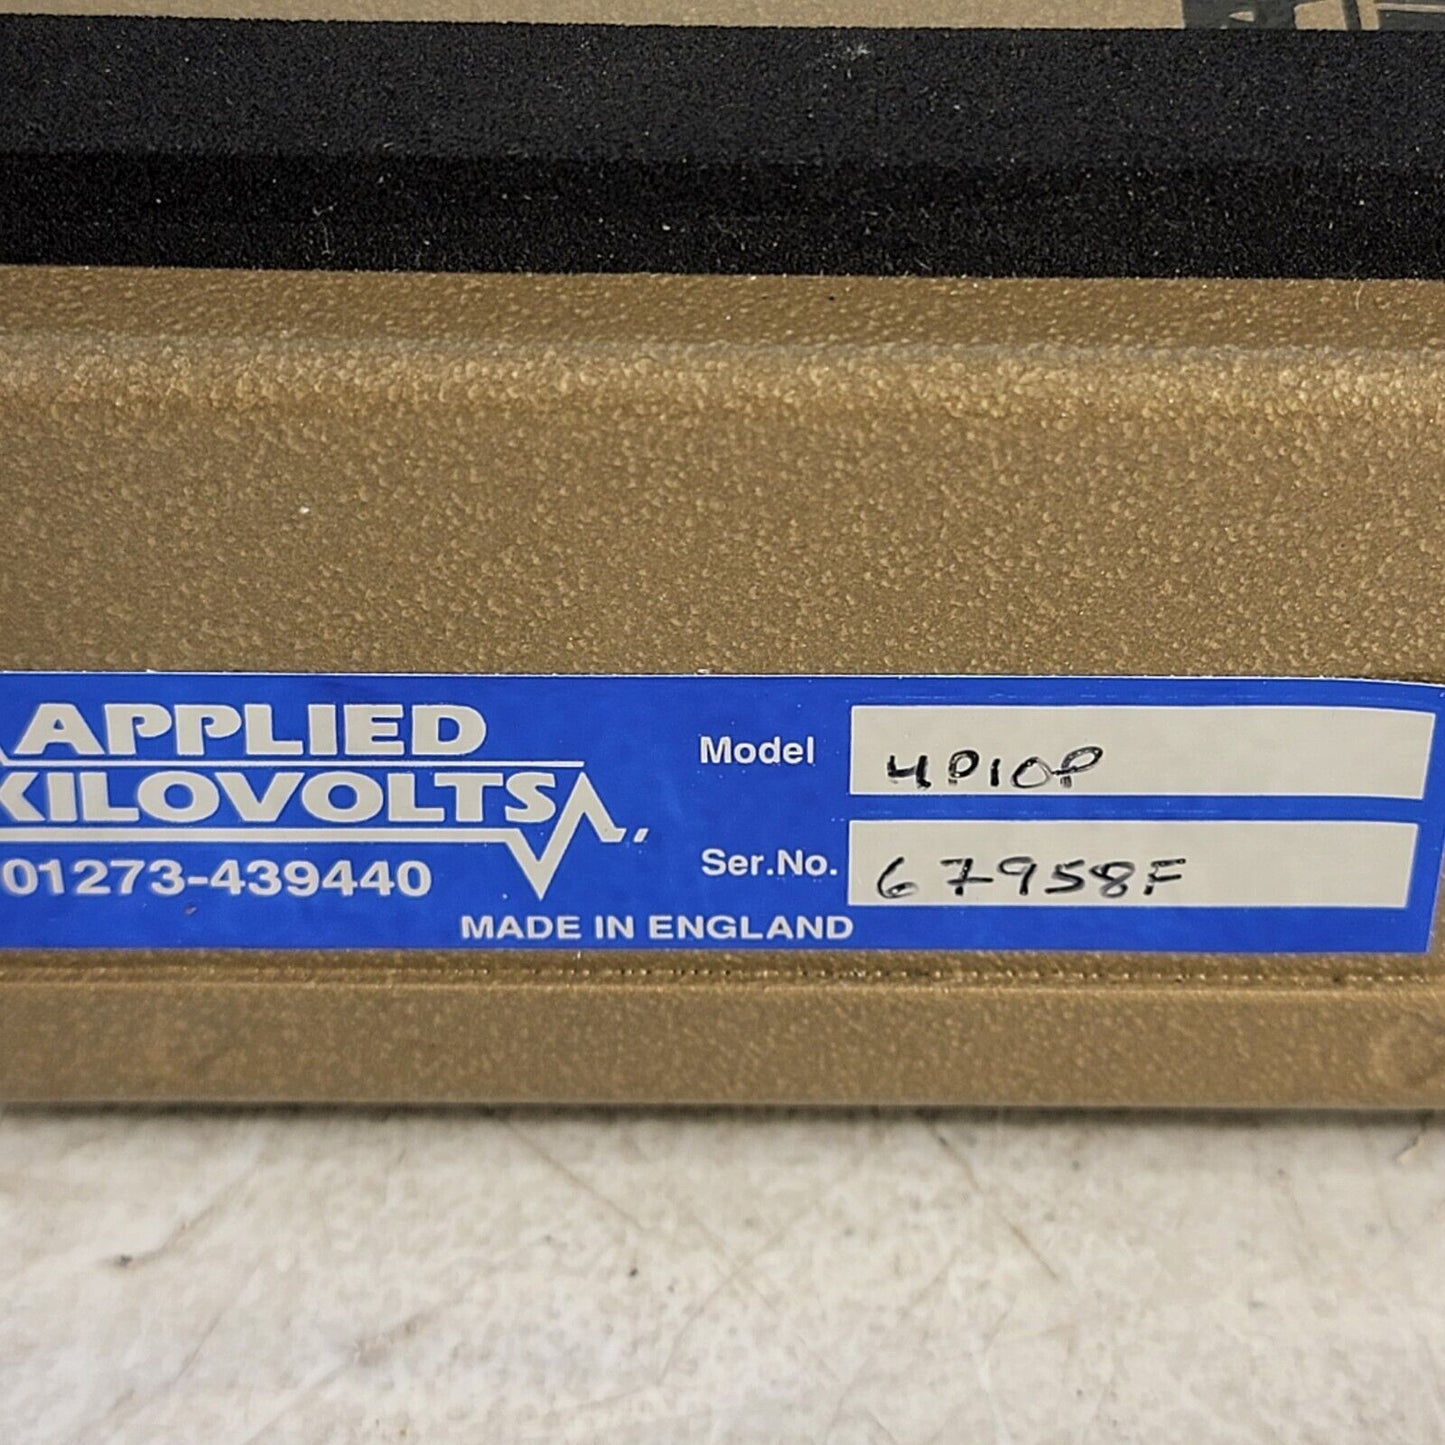 APPLIED
KILOVOLTS
01273-439440
MADE IN ENGLAND
Model 4P10P
Ser.No. 67958F